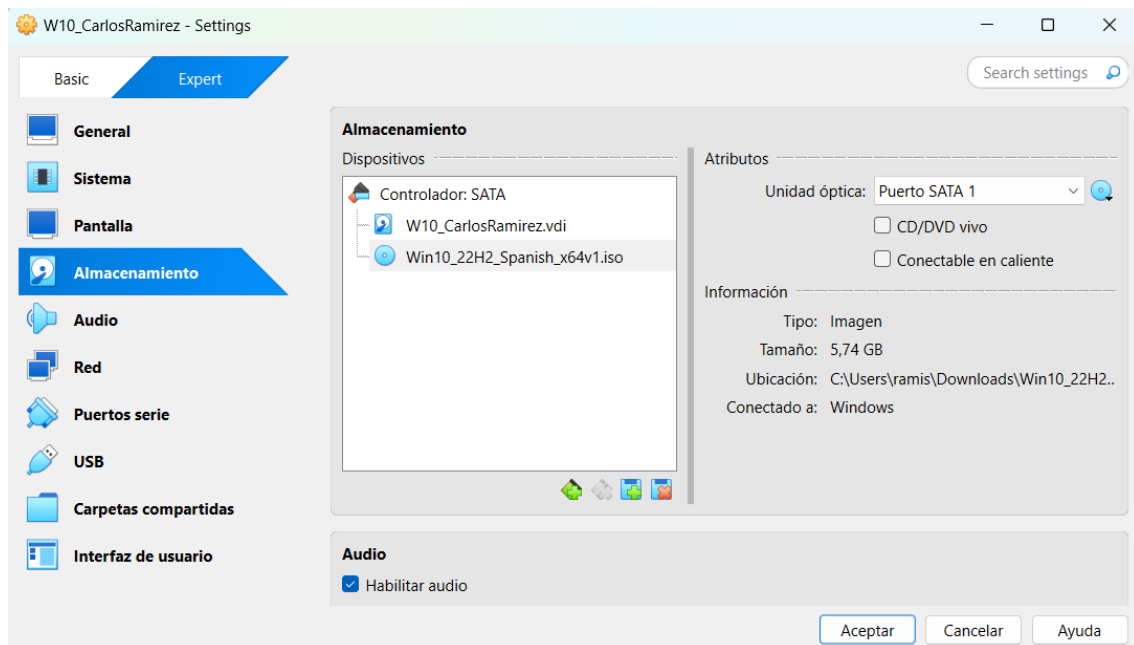 W10_CarlosRamirez - Settings
Basic
Expert
Search settings
General
Sistema
Pantalla
Almacenamiento
Audio
Red
Puertos serie
USB
Carpetas compartidas
Interfaz de usuario
Almacenamiento
Dispositivos
Controlador: SATA
W10_CarlosRamirez.vdi
Win10_22H2_Spanish_x64v1.iso
Atributos
Unidad óptica: Puerto SATA 1
CD/DVD vivo
Conectable en caliente
Información
Tipo: Imagen
Tamaño: 5,74 GB
Ubicación: C:\Users\ramis\Downloads\Win10_22H2..
Conectado a: Windows
Audio
Habilitar audio
Aceptar
Cancelar
Ayuda